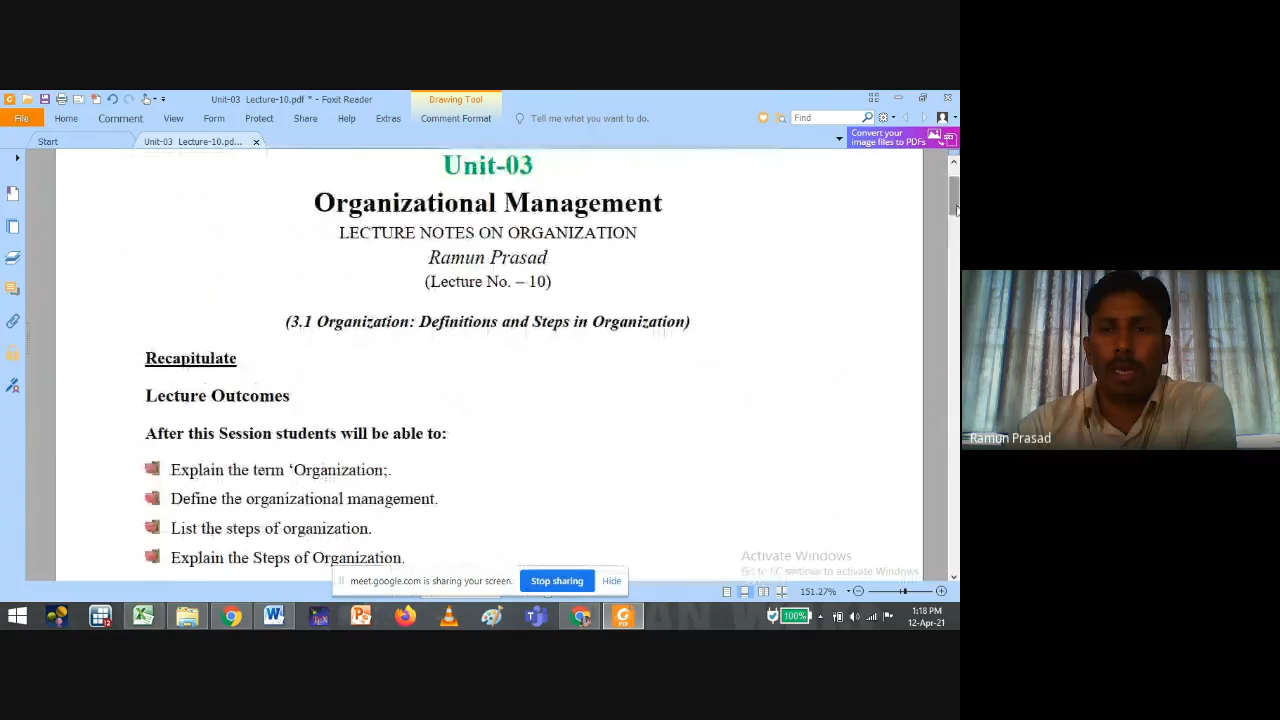 Unit-03 Lecture-10.pdf * - Foxit Reader
Drawing Tool
File Home Comment View Form Protect Share Help Extras Comment Format Tell me what you want to do. Find
Start Unit-03 Lecture-10.pd... Convert your
image files to PDFs
Unit-03
Organizational Management
LECTURE NOTES ON ORGANIZATION
Ramun Prasad
(Lecture No. – 10)
(3.1 Organization: Definitions and Steps in Organization)
Recapitulate
Lecture Outcomes
After this Session students will be able to:
Explain the term ‘Organization;.
Define the organizational management.
List the steps of organization.
Explain the Steps of Organization.
Ramun Prasad
Activate Windows
to activate Windows
meet.google.com is sharing your screen. Stop sharing Hide
151.27%
100% 1:18 PM
12-Apr-21